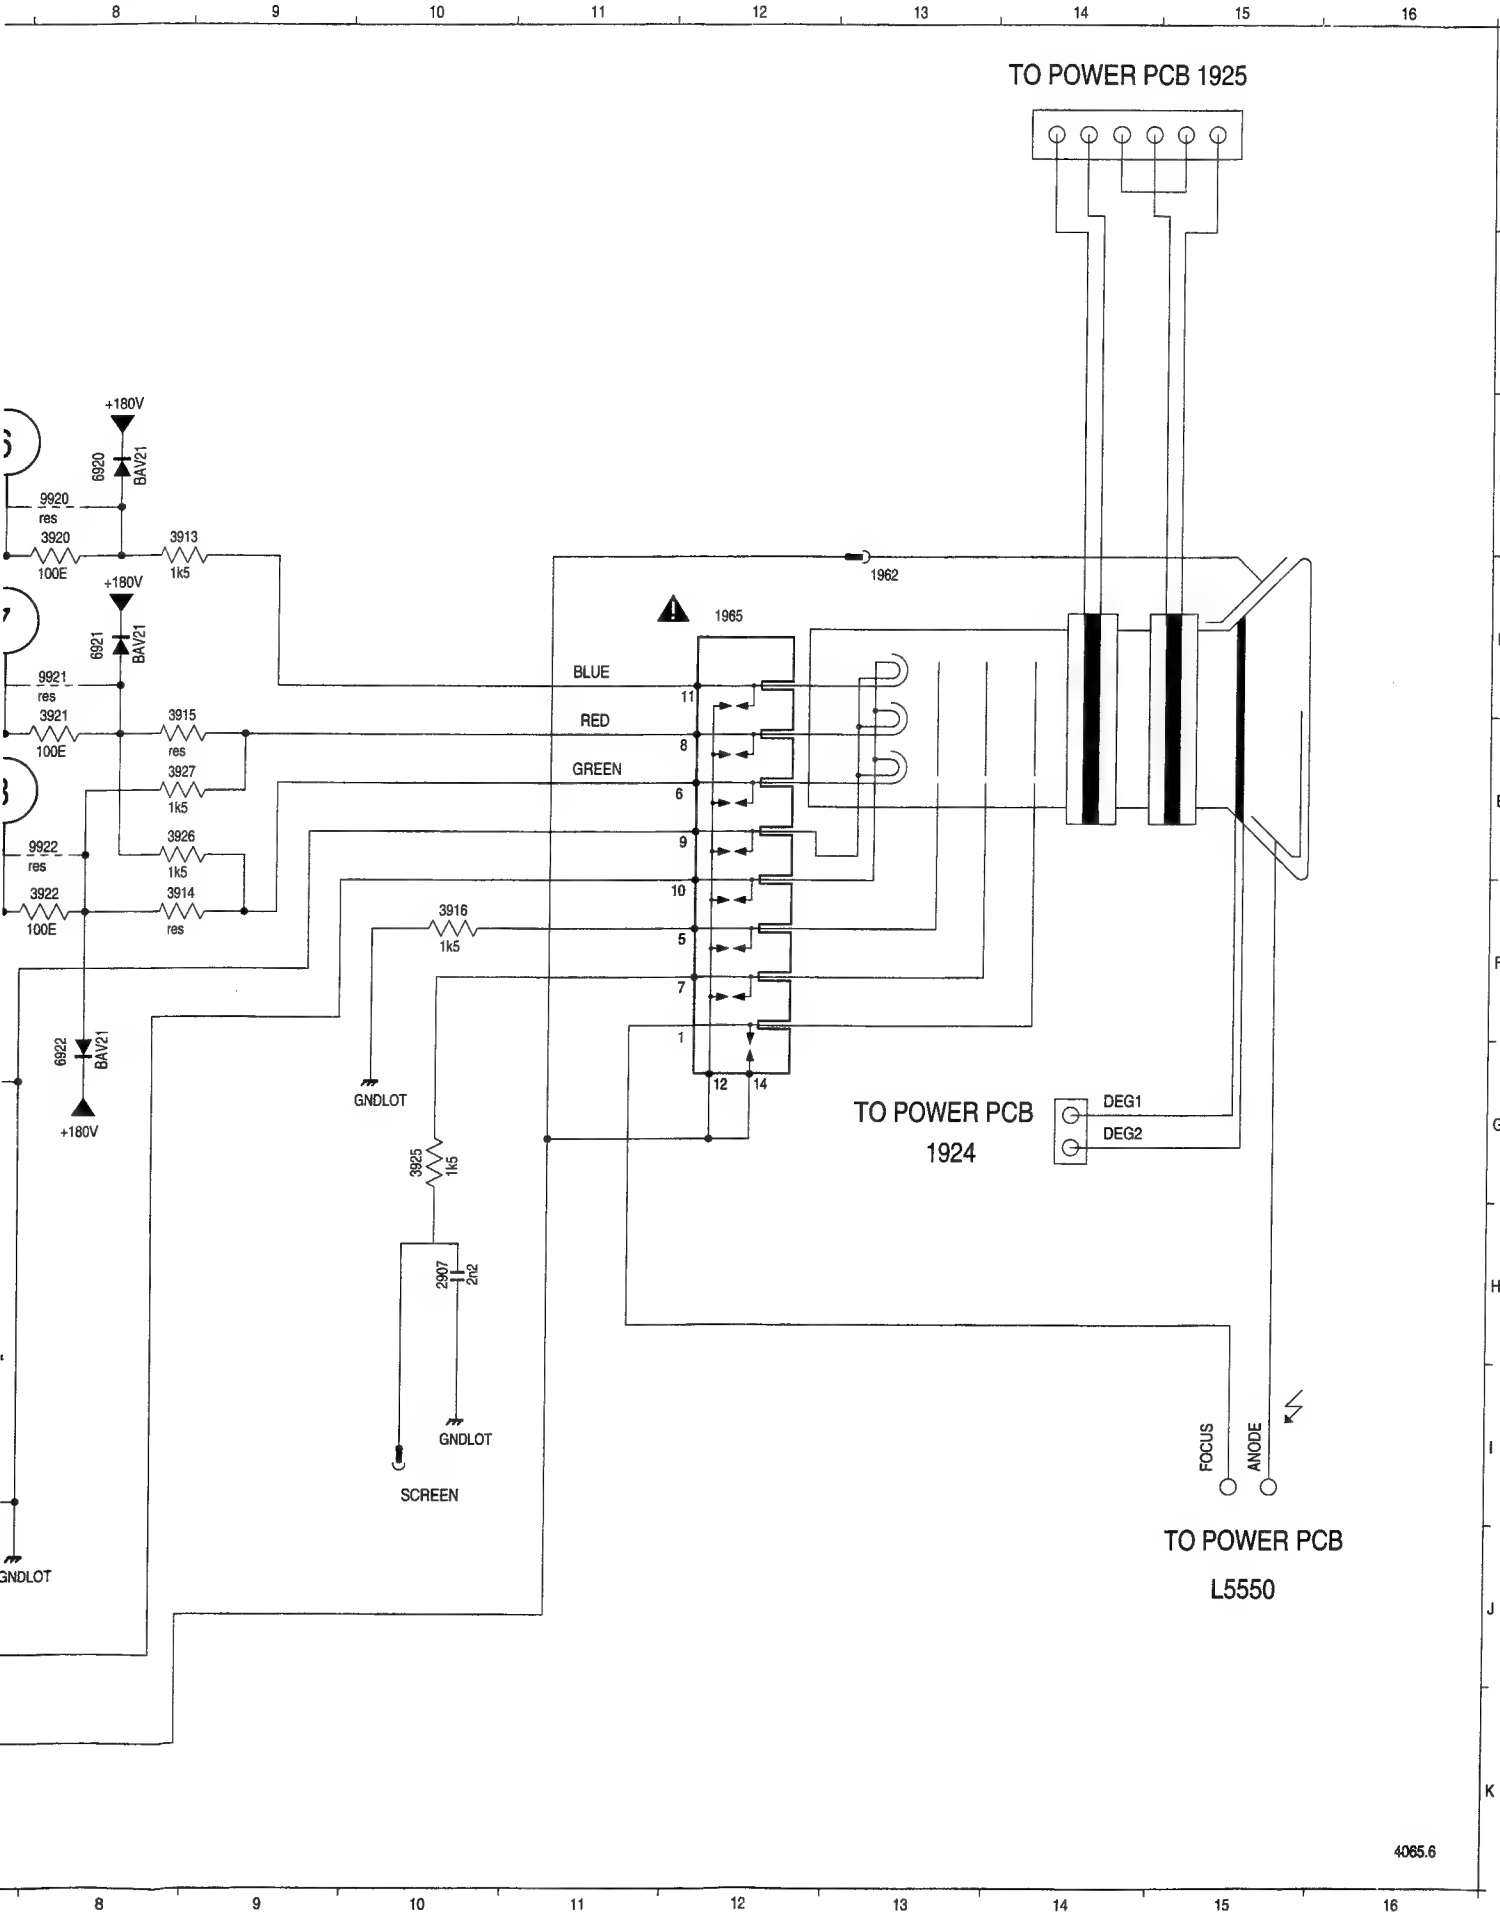 8 9 10 11 12 13 14 15 16
TO POWER PCB 1925
+180V
6920
BAV21
9920
res
3920
100E
3913
1k5
+180V
6921
BAV21
9921
res
3921
100E
3915
res
3927
1k5
3926
1k5
9922
res
3922
100E
3914
res
6922
BAV21
+180V
BLUE
RED
GREEN
1962
1965
11
8
6
9
10
5
7
1
12 14
3916
1k5
GNDLOT
3925
1k5
2907
2n2
GNDLOT
SCREEN
GNDLOT
TO POWER PCB
1924
DEG1
DEG2
FOCUS
ANODE
TO POWER PCB
L5550
F
H
I
J
K
4065.6
8 9 10 11 12 13 14 15 16